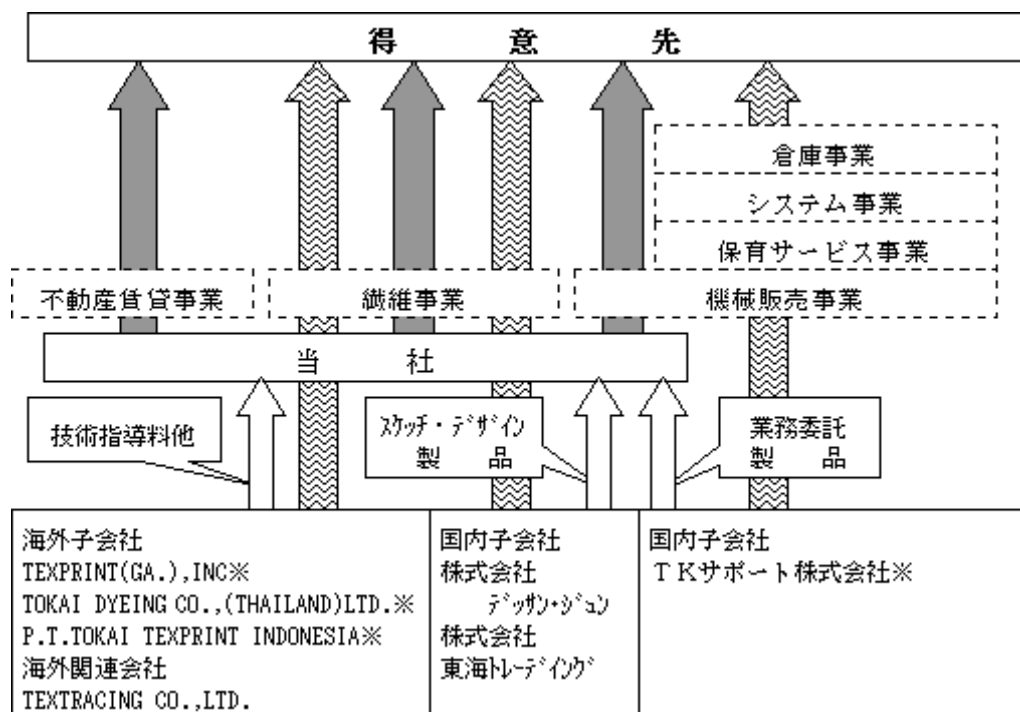 得意先
倉庫事業
システム事業
保育サービス事業
不動産賃貸事業
繊維事業
機械販売事業
当社
技術指導料他
ｽｹｯﾁ・ﾃﾞｻﾞｲﾝ
製品
業務委託
製品
海外子会社
TEXPRINT(GA.),INC※
TOKAI DYEING CO.,(THAILAND)LTD.※
P.T.TOKAI TEXPRINT INDONESIA※
海外関連会社
TEXTRACING CO.,LTD.
国内子会社
株式会社
ﾃﾞｯｻﾝ・ｼﾞｭﾝ
株式会社
東海ﾄﾚｰﾃﾞｲﾝｸﾞ
国内子会社
ＴＫサポート株式会社※